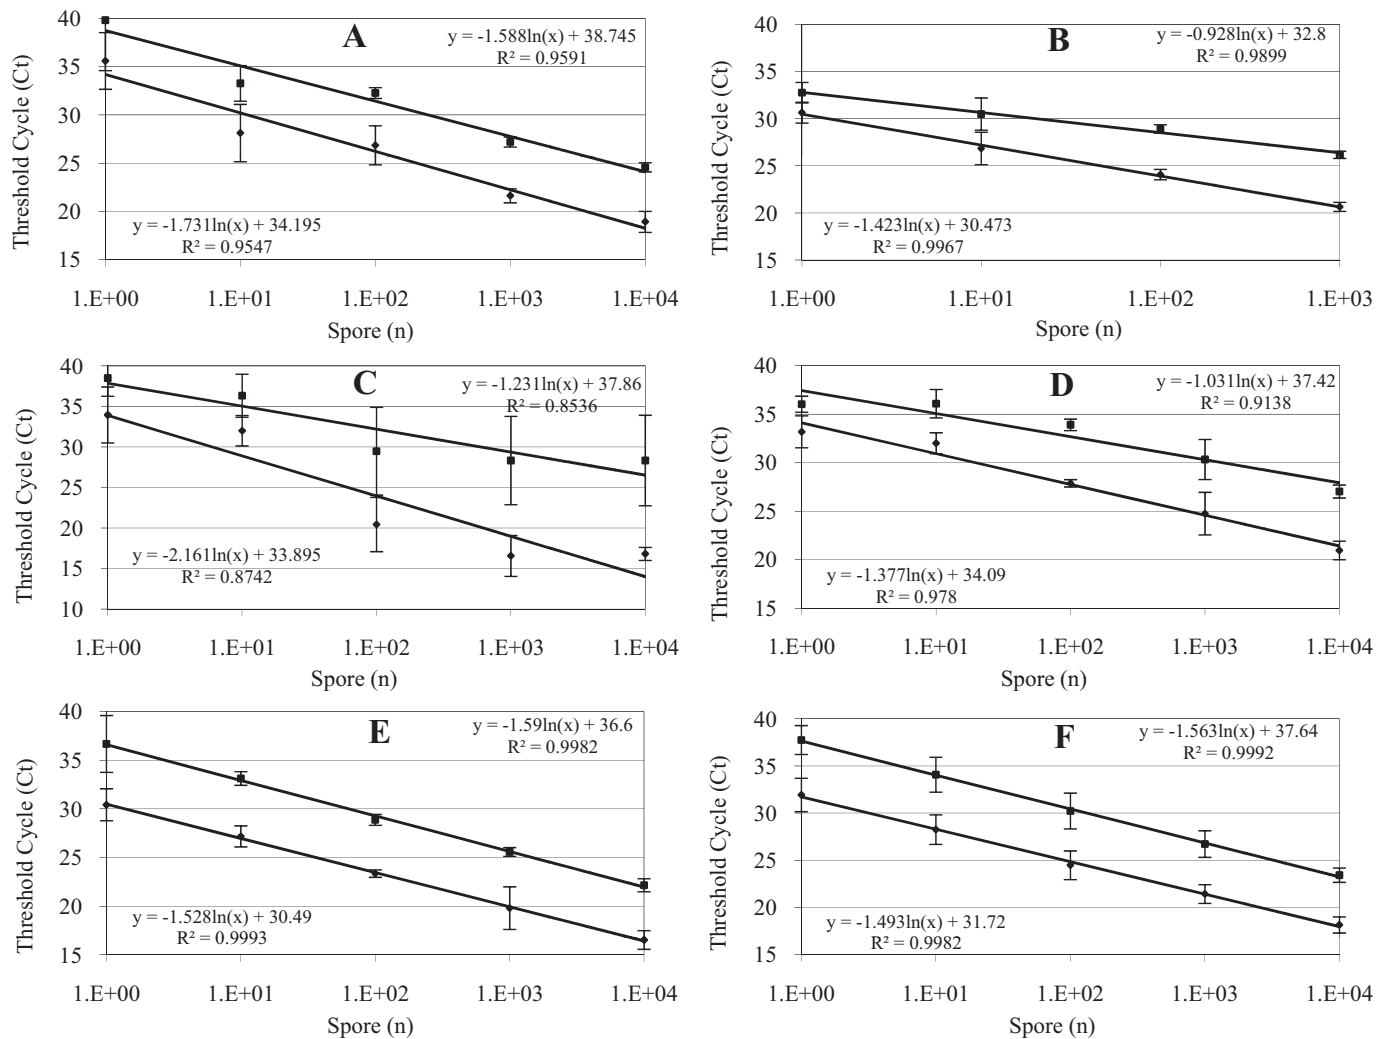 A
y = -1.588ln(x) + 38.745
R² = 0.9591
y = -1.731ln(x) + 34.195
R² = 0.9547
Threshold Cycle (Ct)
40
35
30
25
20
15
1.E+00 1.E+01 1.E+02 1.E+03 1.E+04
Spore (n)
B
y = -0.928ln(x) + 32.8
R² = 0.9899
y = -1.423ln(x) + 30.473
R² = 0.9967
Threshold Cycle (Ct)
40
35
30
25
20
15
1.E+00 1.E+01 1.E+02 1.E+03
Spore (n)
C
y = -1.231ln(x) + 37.86
R² = 0.8536
y = -2.161ln(x) + 33.895
R² = 0.8742
Threshold Cycle (Ct)
40
35
30
25
20
15
10
1.E+00 1.E+01 1.E+02 1.E+03 1.E+04
Spore (n)
D
y = -1.031ln(x) + 37.42
R² = 0.9138
y = -1.377ln(x) + 34.09
R² = 0.978
Threshold Cycle (Ct)
40
35
30
25
20
15
1.E+00 1.E+01 1.E+02 1.E+03 1.E+04
Spore (n)
E
y = -1.59ln(x) + 36.6
R² = 0.9982
y = -1.528ln(x) + 30.49
R² = 0.9993
Threshold Cycle (Ct)
40
35
30
25
20
15
1.E+00 1.E+01 1.E+02 1.E+03 1.E+04
Spore (n)
F
y = -1.563ln(x) + 37.64
R² = 0.9992
y = -1.493ln(x) + 31.72
R² = 0.9982
Threshold Cycle (Ct)
40
35
30
25
20
15
1.E+00 1.E+01 1.E+02 1.E+03 1.E+04
Spore (n)